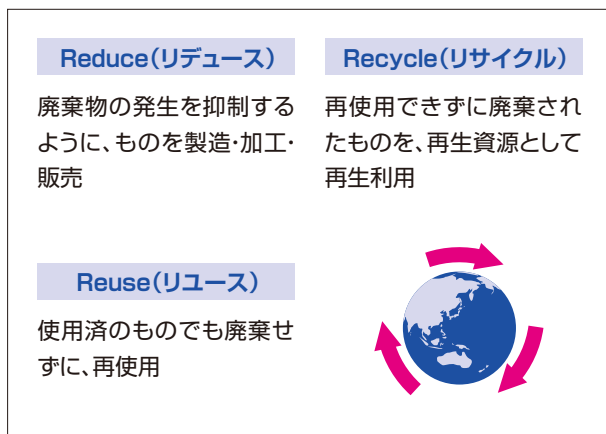 Reduce(リデュース)
廃棄物の発生を抑制する
ように、ものを製造・加工・
販売
Recycle(リサイクル)
再使用できずに廃棄され
たものを、再生資源として
再生利用
Reuse(リユース)
使用済のものでも廃棄せ
ずに、再使用